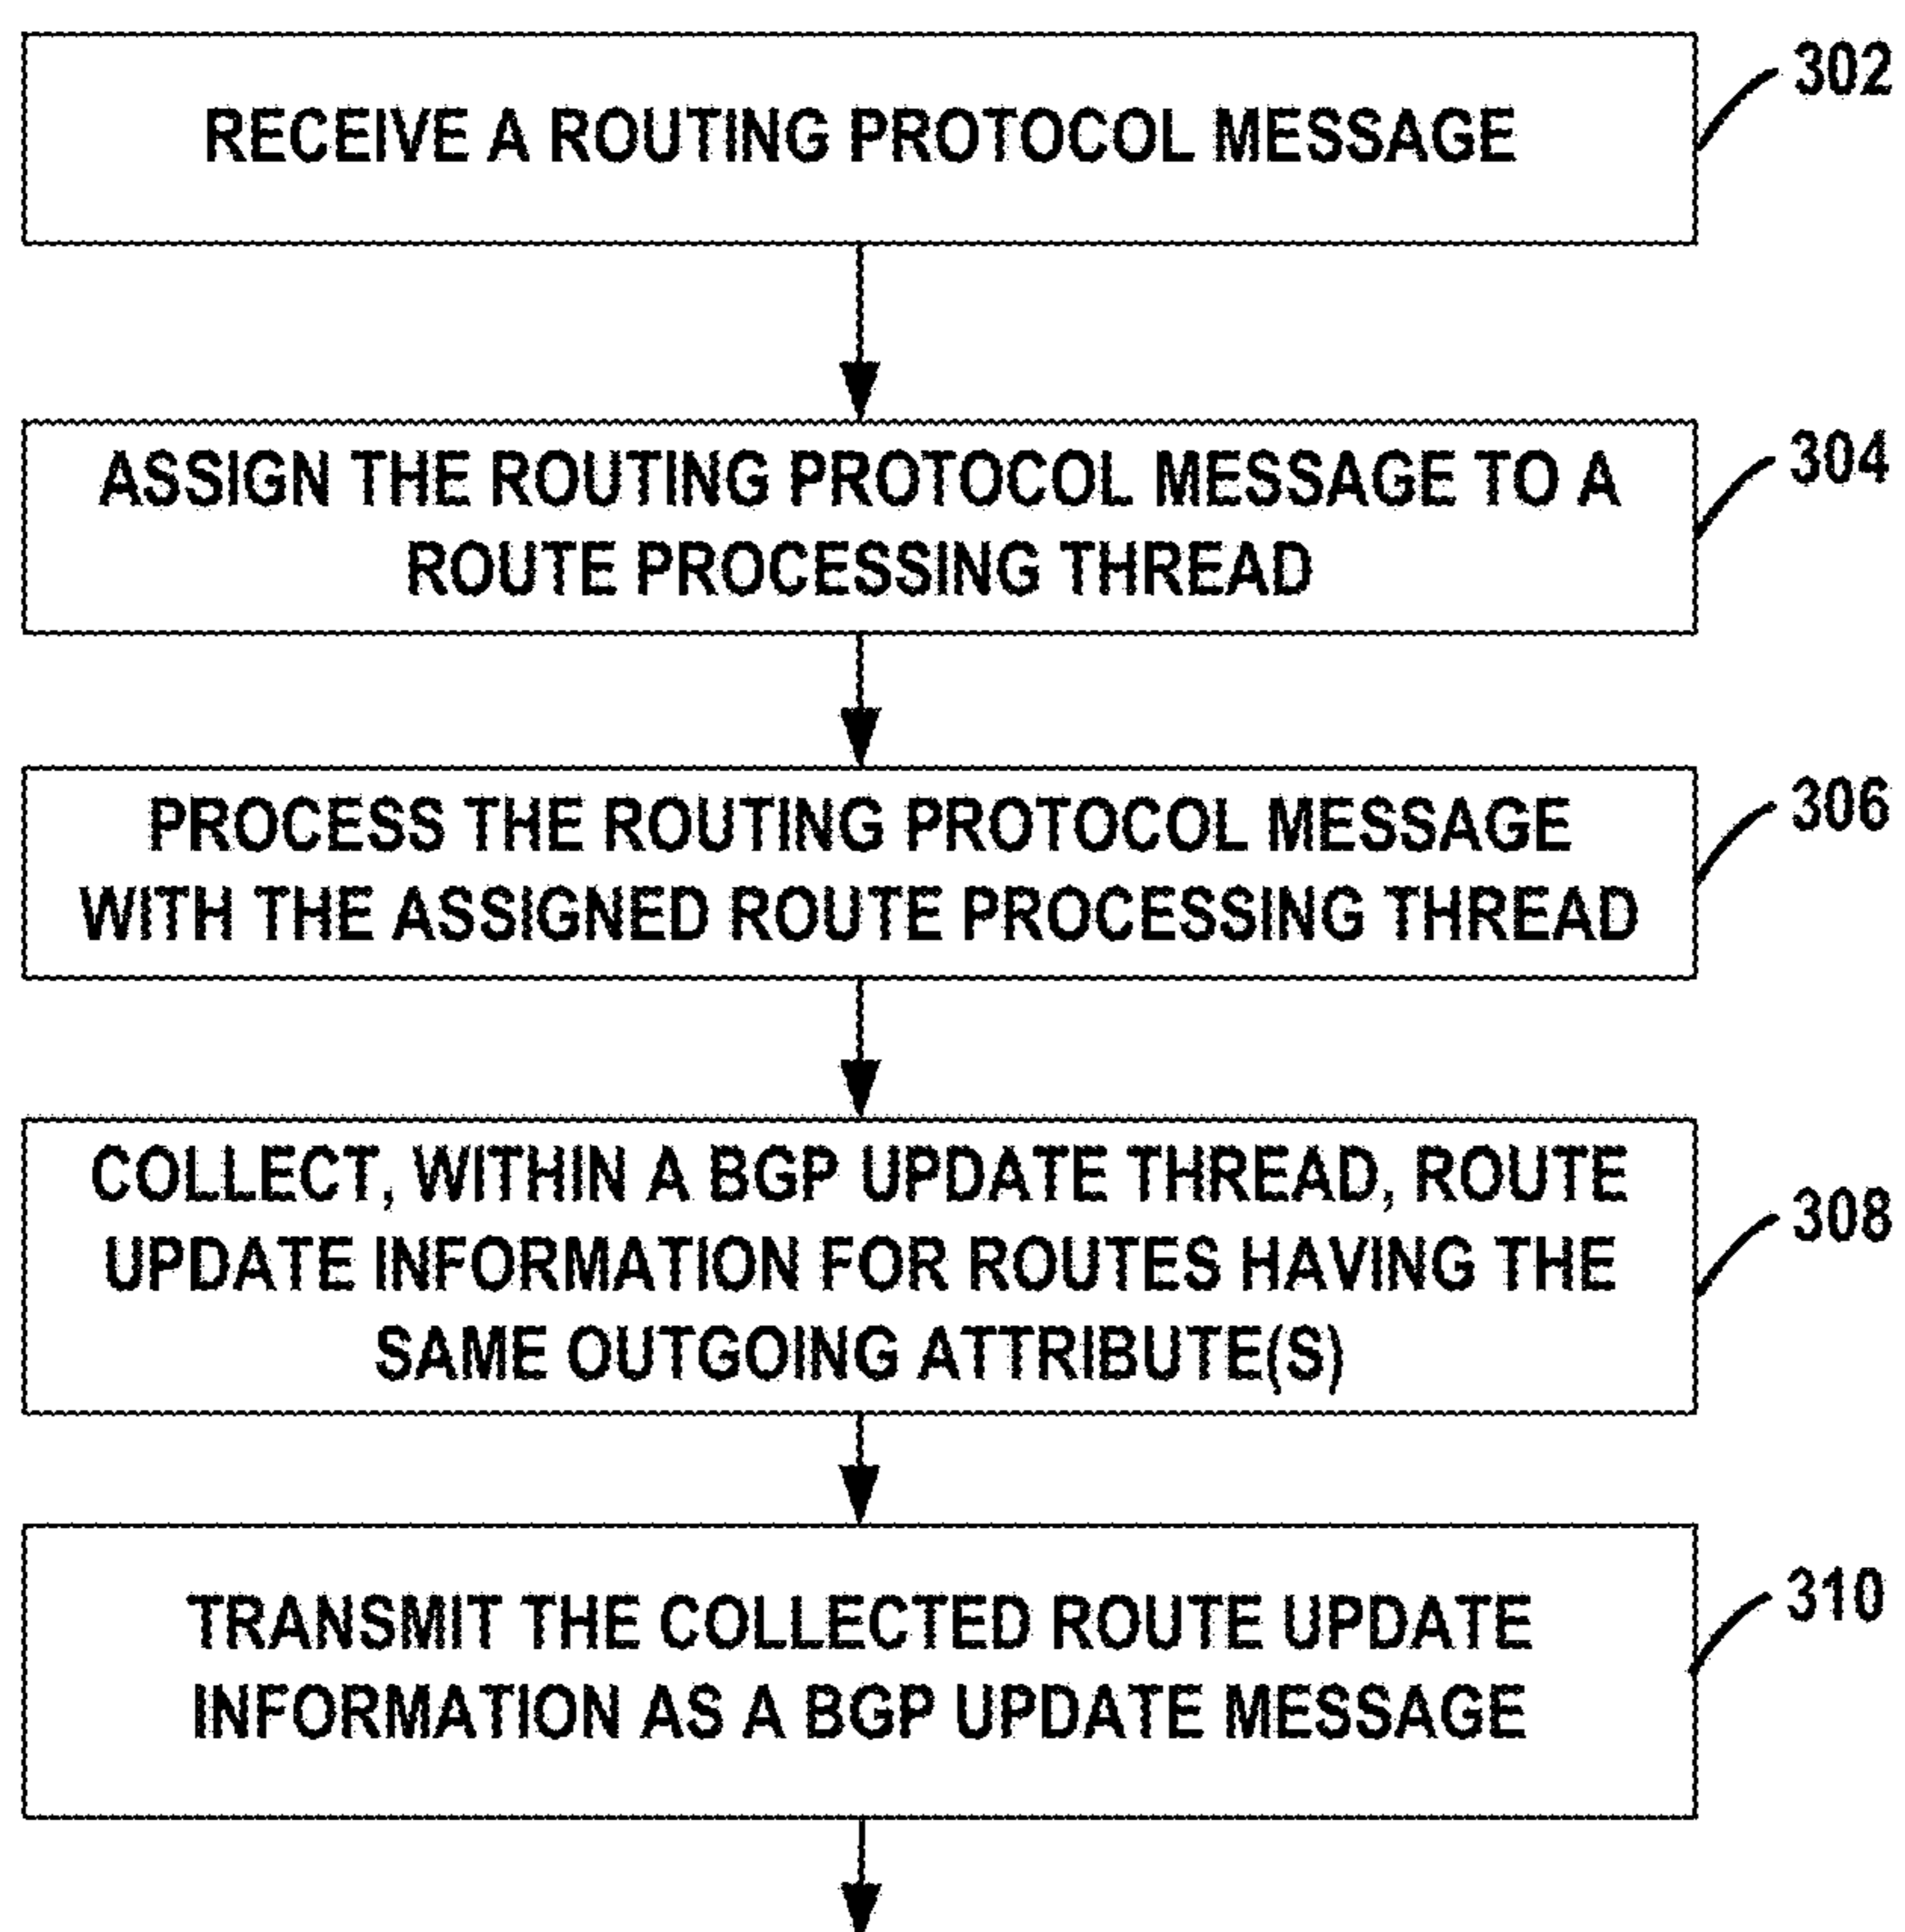 RECEIVE A ROUTING PROTOCOL MESSAGE
302
ASSIGN THE ROUTING PROTOCOL MESSAGE TO A
ROUTE PROCESSING THREAD
304
PROCESS THE ROUTING PROTOCOL MESSAGE
WITH THE ASSIGNED ROUTE PROCESSING THREAD
306
COLLECT, WITHIN A BGP UPDATE THREAD, ROUTE
UPDATE INFORMATION FOR ROUTES HAVING THE
SAME OUTGOING ATTRIBUTE(S)
308
TRANSMIT THE COLLECTED ROUTE UPDATE
INFORMATION AS A BGP UPDATE MESSAGE
310